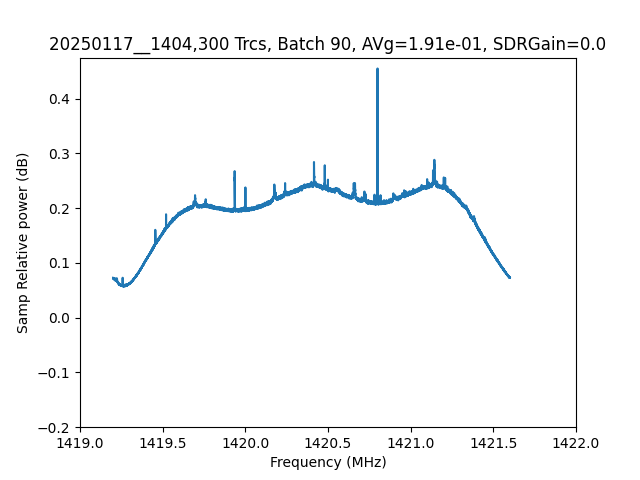 20250117__1404,300 Trcs, Batch 90, AVg=1.91e-01, SDRGain=0.0
Samp Relative power (dB)
0.4
0.3
0.2
0.1
0.0
−0.1
−0.2
1419.0 1419.5 1420.0 1420.5 1421.0 1421.5 1422.0
Frequency (MHz)